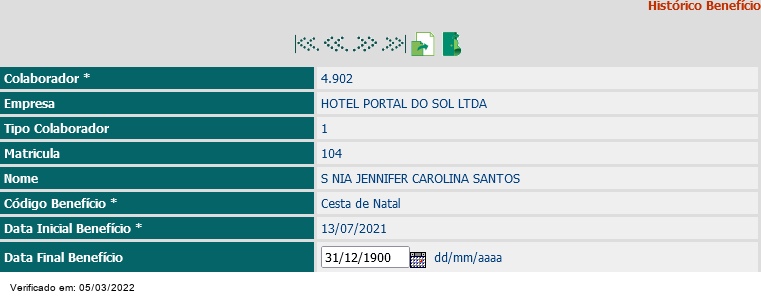 Histórico Benefício
Colaborador * 4.902
Empresa HOTEL PORTAL DO SOL LTDA
Tipo Colaborador 1
Matricula 104
Nome S NIA JENNIFER CAROLINA SANTOS
Código Benefício * Cesta de Natal
Data Inicial Benefício * 13/07/2021
Data Final Benefício 31/12/1900 dd/mm/aaaa
Verificado em: 05/03/2022